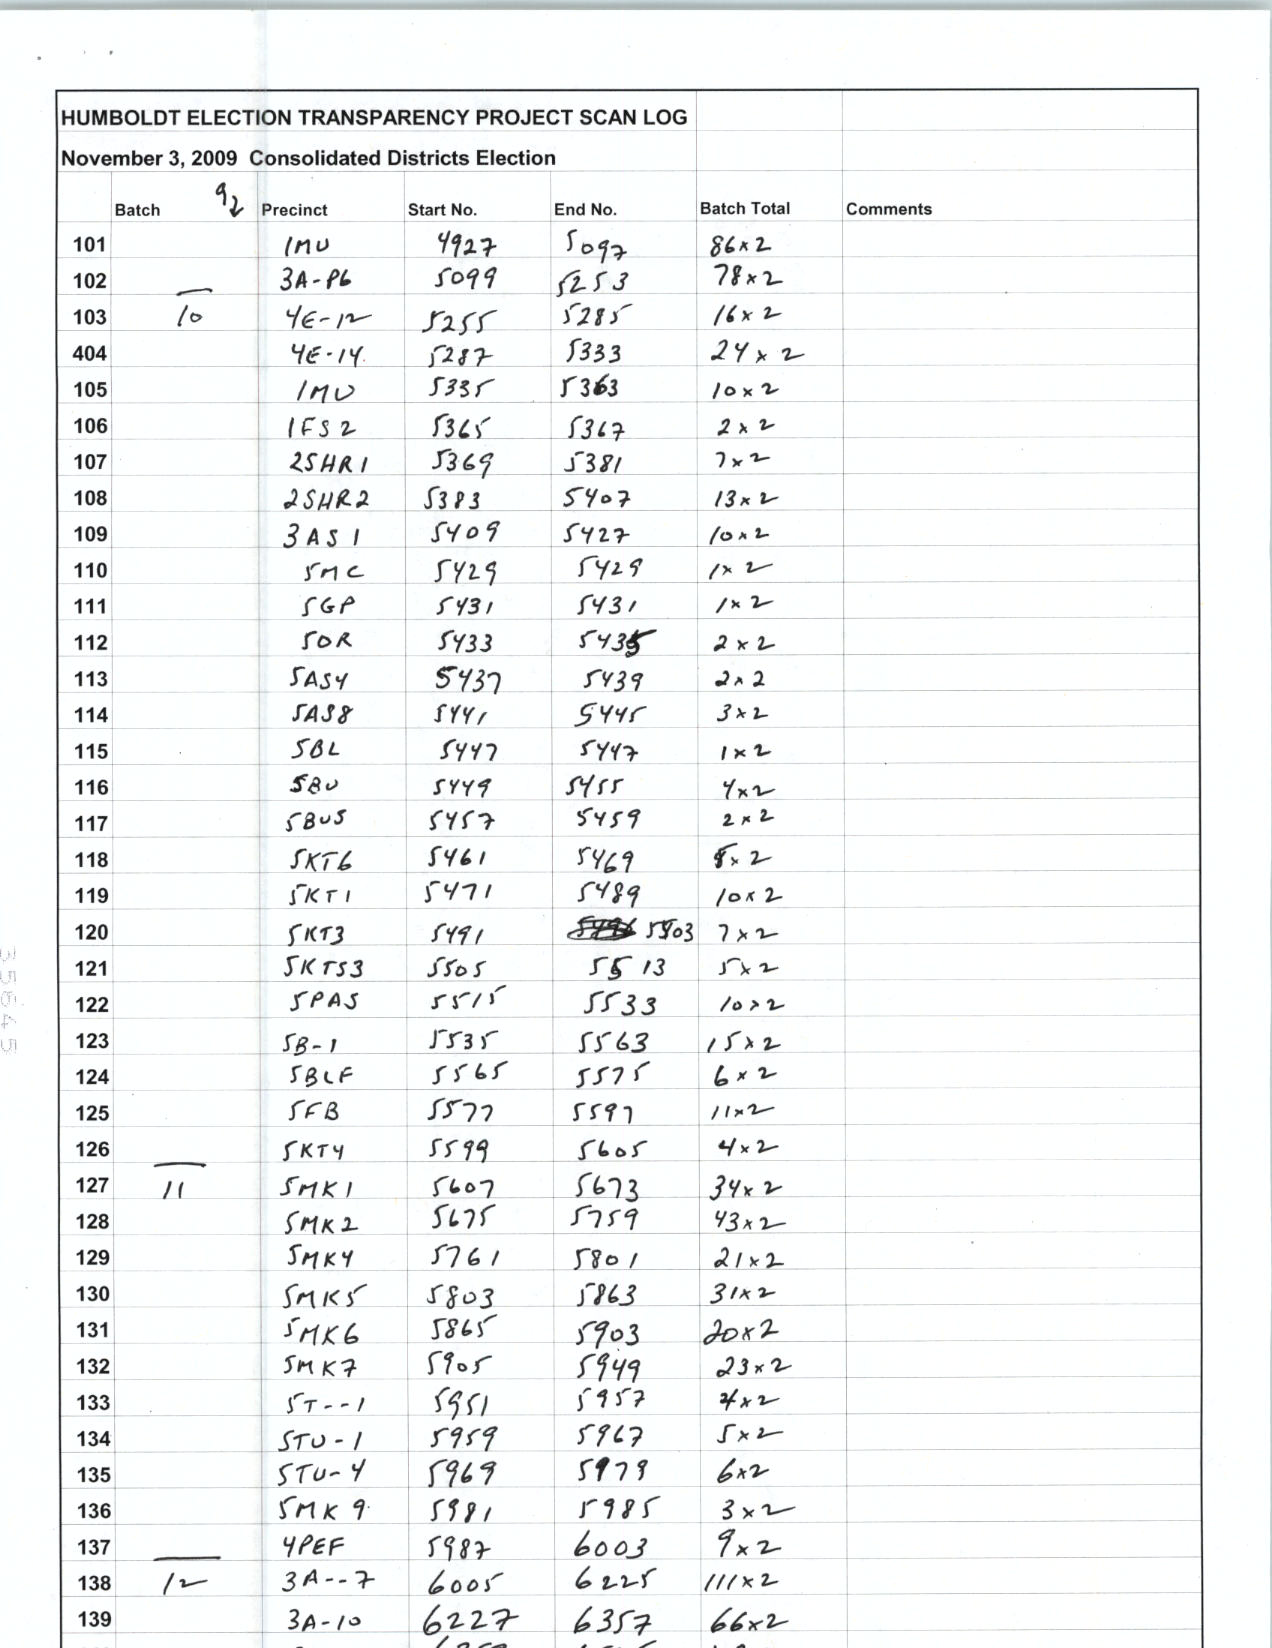 HUMBOLDT ELECTION TRANSPARENCY PROJECT SCAN LOG
November 3, 2009 Consolidated Districts Election
Batch 9 Precinct Start No. End No. Batch Total Comments
101 1MU 4927 5097 86x2
102 3A-P6 5099 5253 78x2
103 10 4E-12 5255 5285 16x2
404 4E-14 5287 5333 24x2
105 1MU 5335 5363 10x2
106 1FS2 5365 5367 2x2
107 2SHR1 5369 5381 7x2
108 2SHR2 5383 5407 13x2
109 3AS1 5409 5427 10x2
110 5MC 5429 5429 1x2
111 5GP 5431 5431 1x2
112 5OR 5433 5435 2x2
113 5AS4 5437 5439 2x2
114 5AS8 5441 5445 3x2
115 5BL 5447 5447 1x2
116 5BU 5449 5455 4x2
117 5BUS 5457 5459 2x2
118 5KT6 5461 5469 5x2
119 5KT1 5471 5489 10x2
120 5KT3 5491 5503 7x2
121 5KTS3 5505 5513 5x2
122 5PAS 5515 5533 10x2
123 5B-1 5535 5563 15x2
124 5BLF 5565 5575 6x2
125 5FB 5577 5597 11x2
126 5KT4 5599 5605 4x2
127 11 5MK1 5607 5673 34x2
128 5MK2 5675 5759 43x2
129 5MK4 5761 5801 21x2
130 5MK5 5803 5863 31x2
131 5MK6 5865 5903 20x2
132 5MK7 5905 5949 23x2
133 5T--1 5951 5957 4x2
134 5TU-1 5959 5967 5x2
135 5TU-4 5969 5979 6x2
136 5MK9 5981 5985 3x2
137 4PEF 5987 6003 9x2
138 12 3A--7 6005 6225 111x2
139 3A-10 6227 6357 66x2